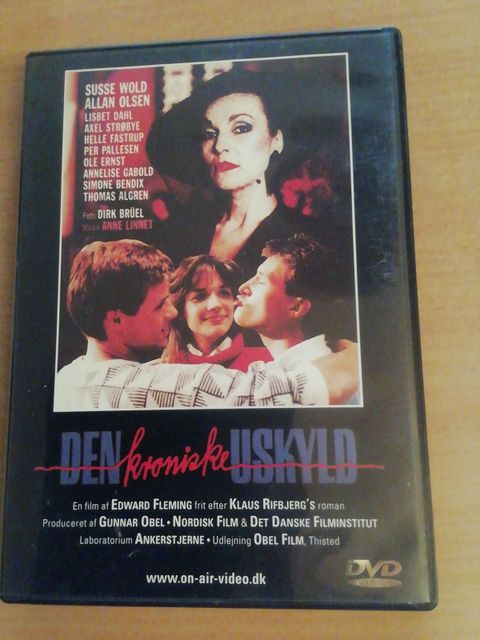 SUSSE WOLD
ALLAN OLSEN
LISBET DAHL
AXEL STRØBYE
HELLE FASTRUP
PER PALLESEN
OLE ERNST
ANNELISE GABOLD
SIMONE BENDIX
THOMAS ALGREN
Foto DIRK BRÜEL
Musik ANNE LINNET
DEN kroniske USKYLD
En film af EDWARD FLEMING frit efter KLAUS RIFBJERG'S roman
Produceret af GUNNAR OBEL • NORDISK FILM & DET DANSKE FILMINSTITUT
Laboratorium ANKERSTJERNE • Udlejning OBEL FILM, Thisted
www.on-air-video.dk
DVD
VIDEO